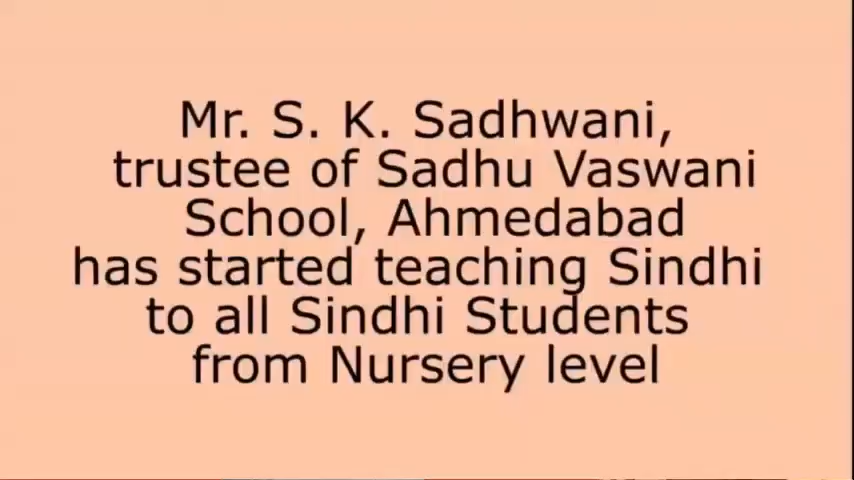 Mr. S. K. Sadhwani,
trustee of Sadhu Vaswani
School, Ahmedabad
has started teaching Sindhi
to all Sindhi Students
from Nursery level